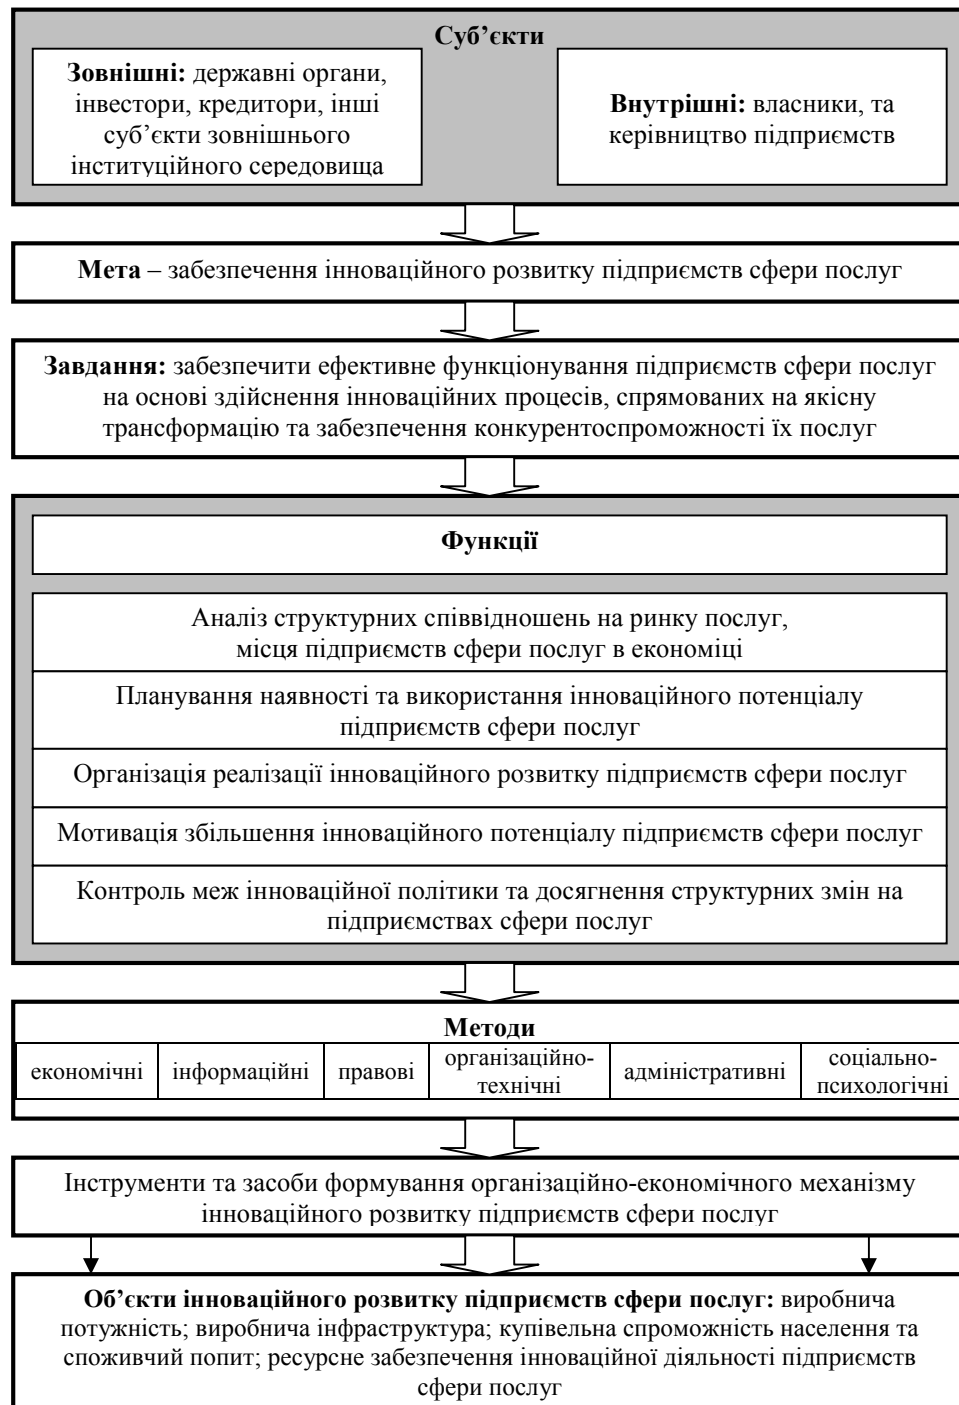 Суб’єкти
Зовнішні: державні органи,
інвестори, кредитори, інші
суб’єкти зовнішнього
інституційного середовища
Внутрішні: власники, та
керівництво підприємств
Мета – забезпечення інноваційного розвитку підприємств сфери послуг
Завдання: забезпечити ефективне функціонування підприємств сфери послуг
на основі здійснення інноваційних процесів, спрямованих на якісну
трансформацію та забезпечення конкурентоспроможності їх послуг
Функції
Аналіз структурних співвідношень на ринку послуг,
місця підприємств сфери послуг в економіці
Планування наявності та використання інноваційного потенціалу
підприємств сфери послуг
Організація реалізації інноваційного розвитку підприємств сфери послуг
Мотивація збільшення інноваційного потенціалу підприємств сфери послуг
Контроль меж інноваційної політики та досягнення структурних змін на
підприємствах сфери послуг
Методи
економічні
інформаційні
правові
організаційно-
технічні
адміністративні
соціально-
психологічні
Інструменти та засоби формування організаційно-економічного механізму
інноваційного розвитку підприємств сфери послуг
Об’єкти інноваційного розвитку підприємств сфери послуг: виробнича
потужність; виробнича інфраструктура; купівельна спроможність населення та
споживчий попит; ресурсне забезпечення інноваційної діяльності підприємств
сфери послуг